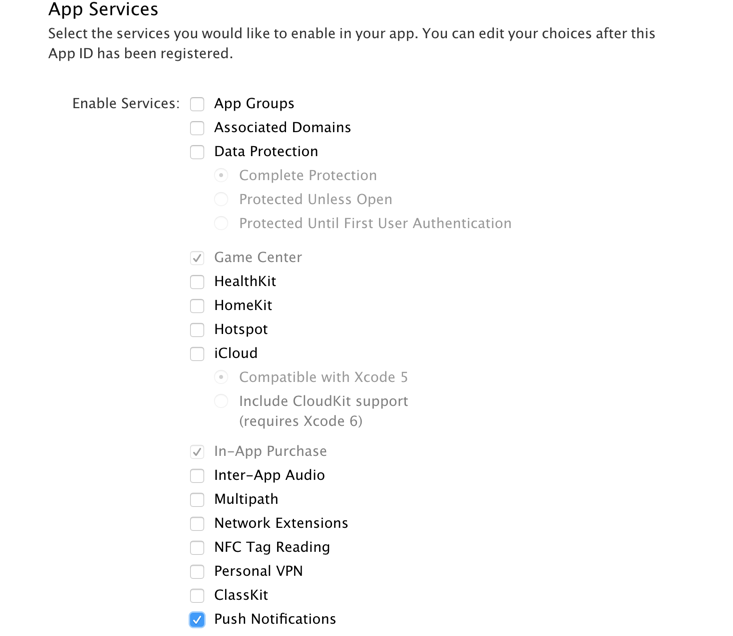 App Services
Select the services you would like to enable in your app. You can edit your choices after this
App ID has been registered.
Enable Services: App Groups
Associated Domains
Data Protection
Complete Protection
Protected Unless Open
Protected Until First User Authentication
Game Center
HealthKit
HomeKit
Hotspot
iCloud
Compatible with Xcode 5
Include CloudKit support
(requires Xcode 6)
In-App Purchase
Inter-App Audio
Multipath
Network Extensions
NFC Tag Reading
Personal VPN
ClassKit
Push Notifications